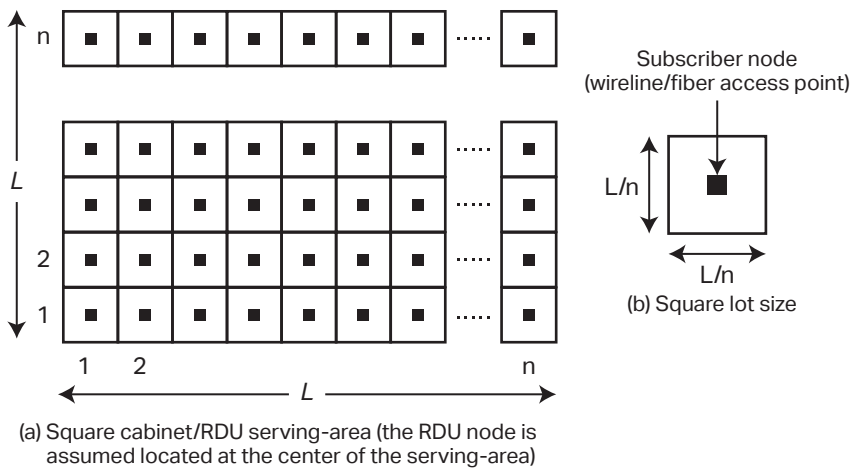 n
L
2
1
1 2 n
L
(a) Square cabinet/RDU serving-area (the RDU node is
assumed located at the center of the serving-area)
Subscriber node
(wireline/fiber access point)
L/n
L/n
(b) Square lot size